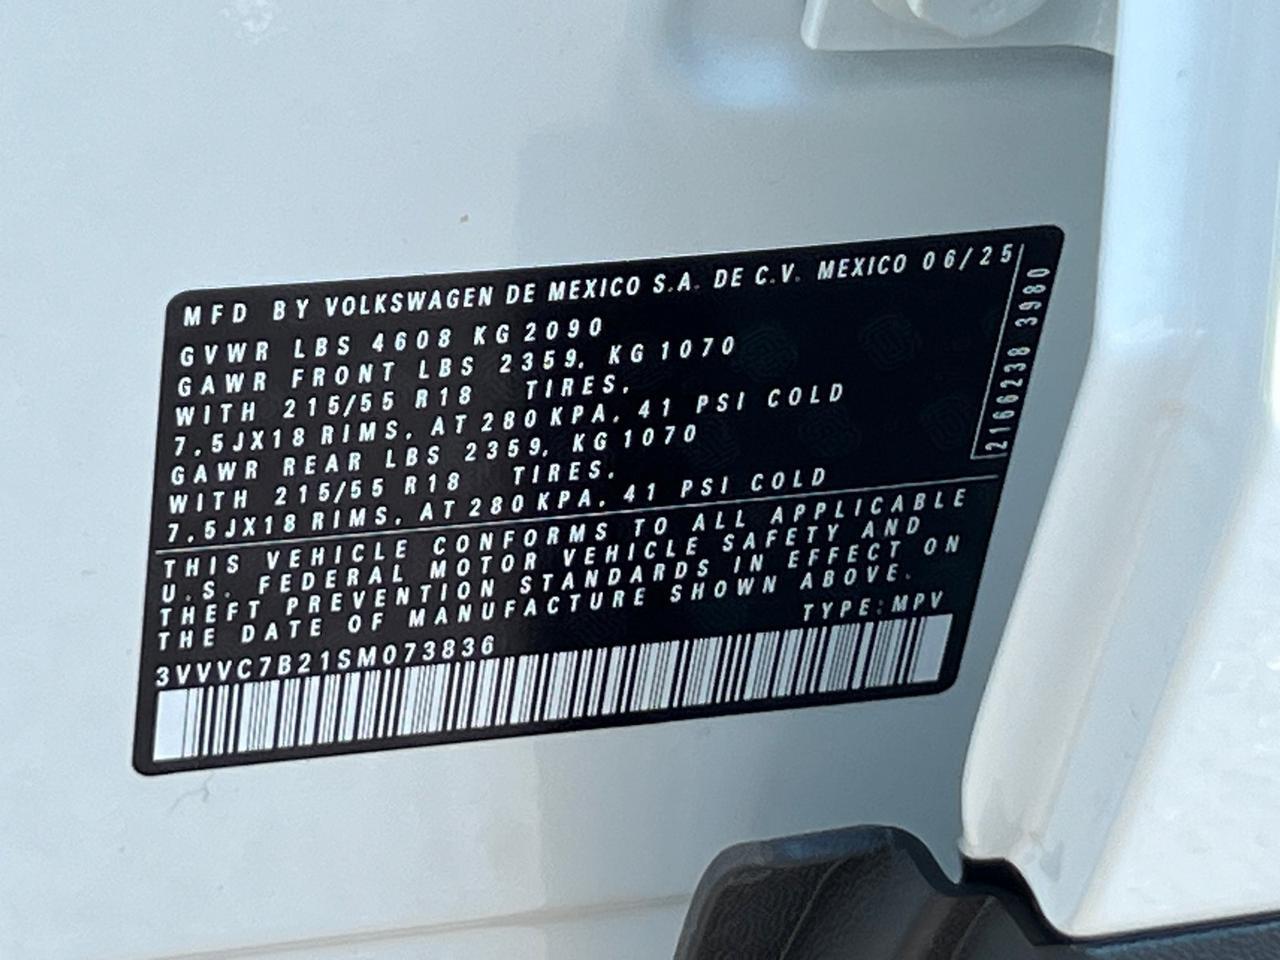 MFD BY VOLKSWAGEN DE MEXICO S.A. DE C.V. MEXICO 06/25
GVWR LBS 4608 KG 2090
GAWR FRONT LBS 2359, KG 1070
WITH 215/55 R18 TIRES,
7,5JX18 RIMS, AT 280 KPA, 41 PSI COLD
GAWR REAR LBS 2359, KG 1070
WITH 215/55 R18 TIRES,
7,5JX18 RIMS, AT 280 KPA, 41 PSI COLD
2166238 3980
THIS VEHICLE CONFORMS TO ALL APPLICABLE
U.S. FEDERAL MOTOR VEHICLE SAFETY AND
THEFT PREVENTION STANDARDS IN EFFECT ON
THE DATE OF MANUFACTURE SHOWN ABOVE.
3VVVC7B21SM073836 TYPE:MPV